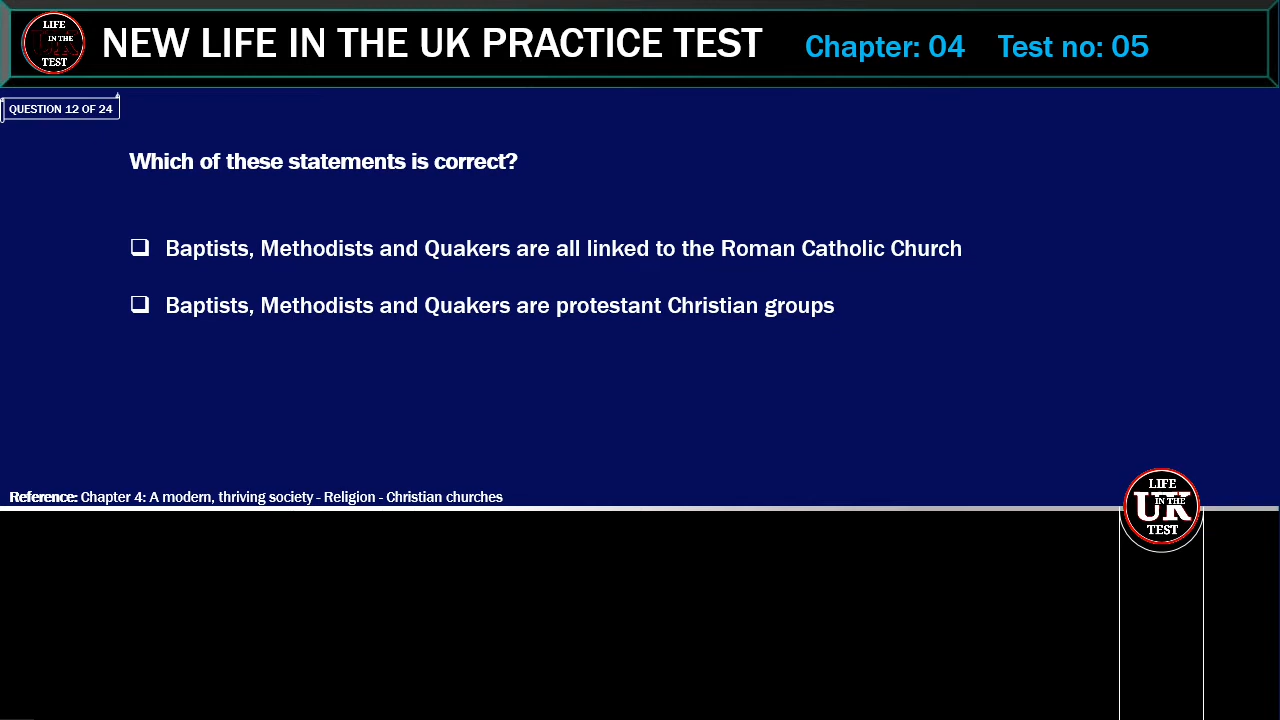 LIFE
IN THE
UK
TEST
NEW LIFE IN THE UK PRACTICE TEST Chapter: 04 Test no: 05
QUESTION 12 OF 24
Which of these statements is correct?
❑ Baptists, Methodists and Quakers are all linked to the Roman Catholic Church
❑ Baptists, Methodists and Quakers are protestant Christian groups
Reference: Chapter 4: A modern, thriving society - Religion - Christian churches
LIFE
IN THE
UK
TEST